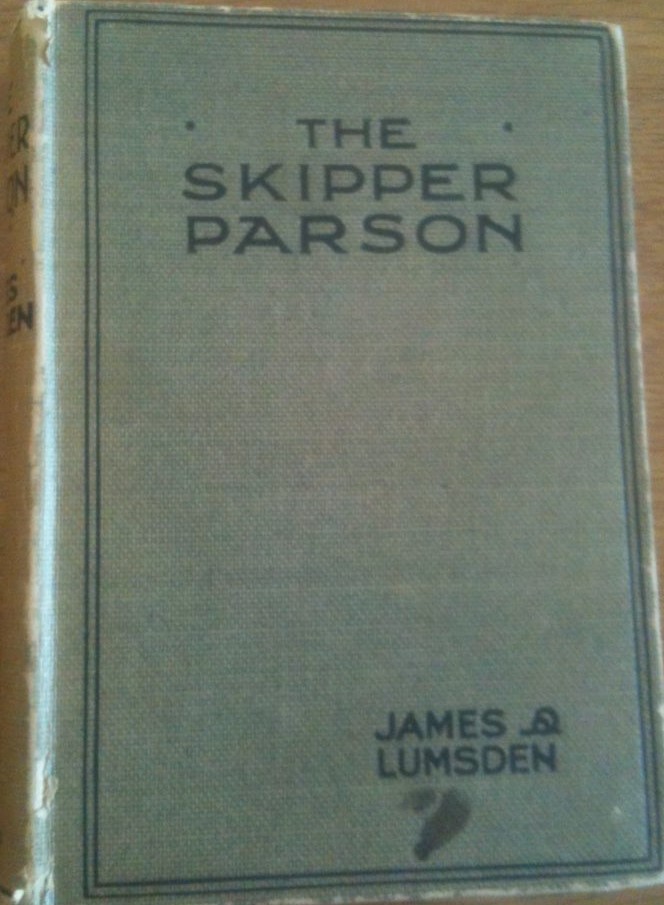 THE
SKIPPER
PARSON
JAMES
LUMSDEN